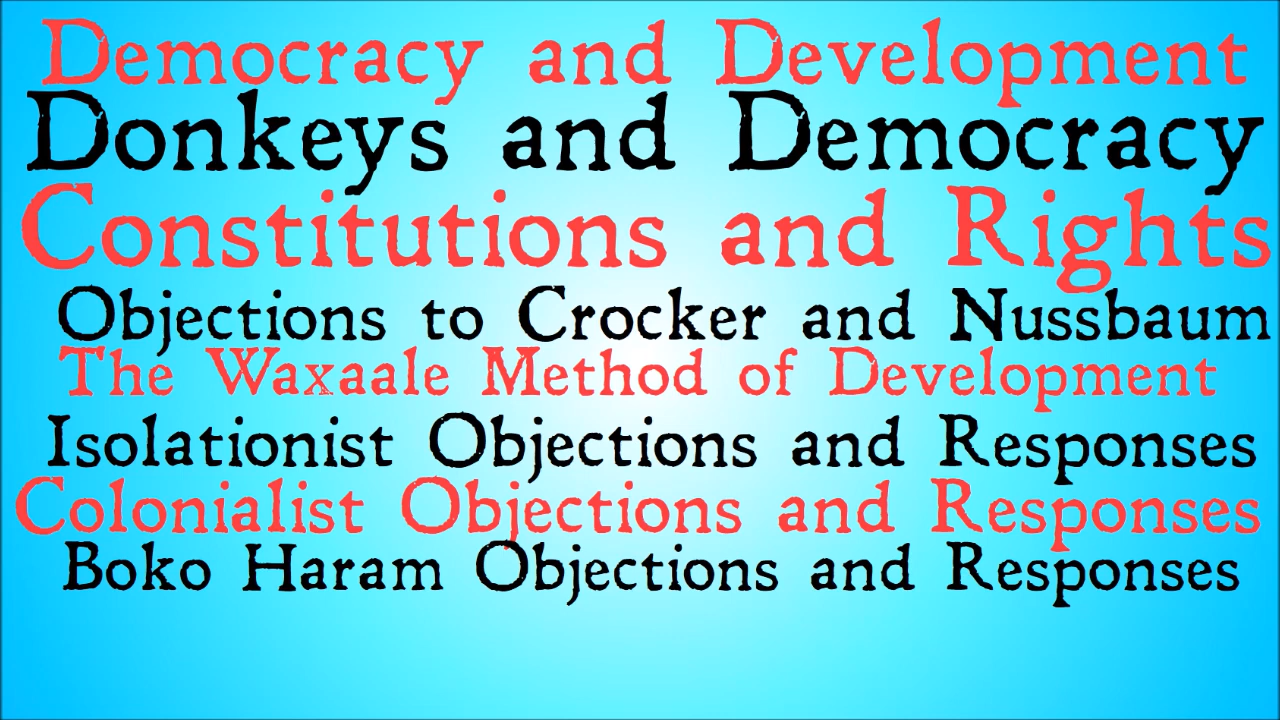 Democracy and Development
Donkeys and Democracy
Constitutions and Rights
Objections to Crocker and Nussbaum
The Waxaale Method of Development
Isolationist Objections and Responses
Colonialist Objections and Responses
Boko Haram Objections and Responses